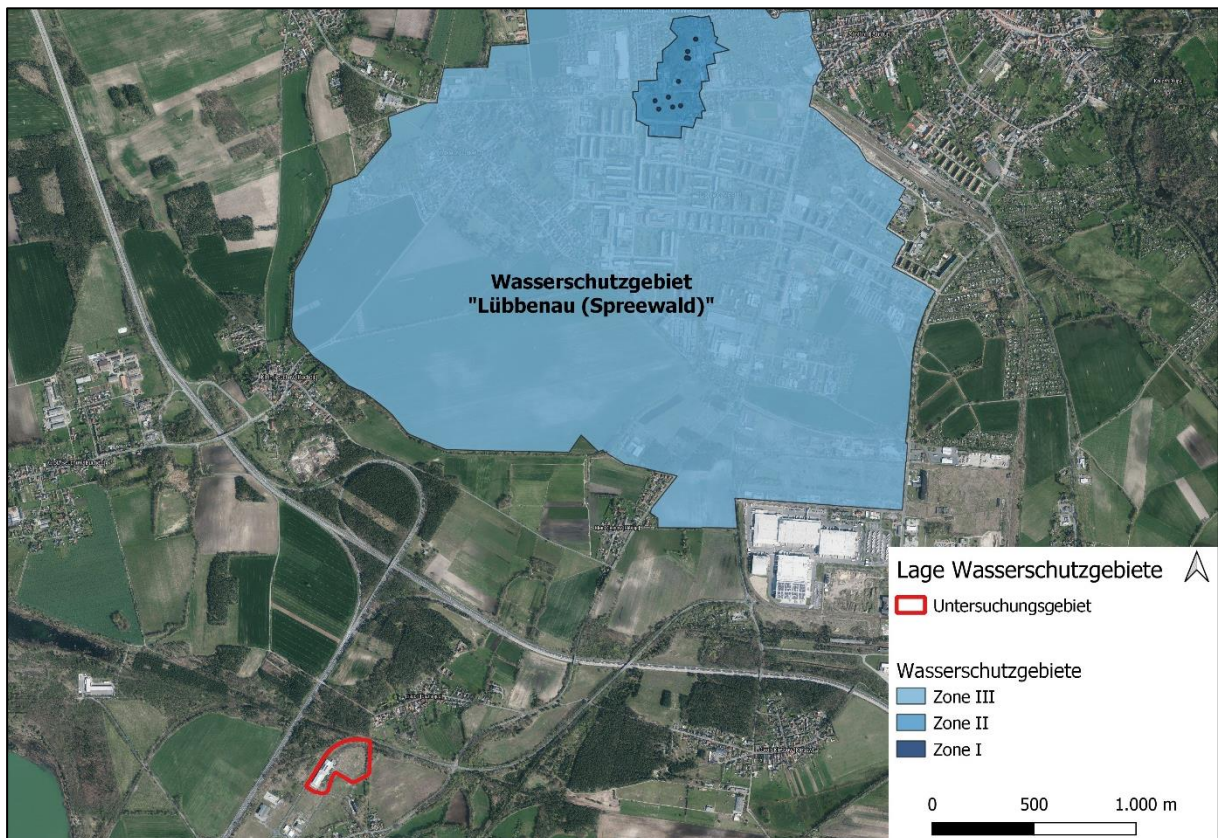 Wasserschutzgebiet
"Lübbenau (Spreewald)"
Lage Wasserschutzgebiete
Untersuchungsgebiet
Wasserschutzgebiete
Zone III
Zone II
Zone I
0 500 1.000 m